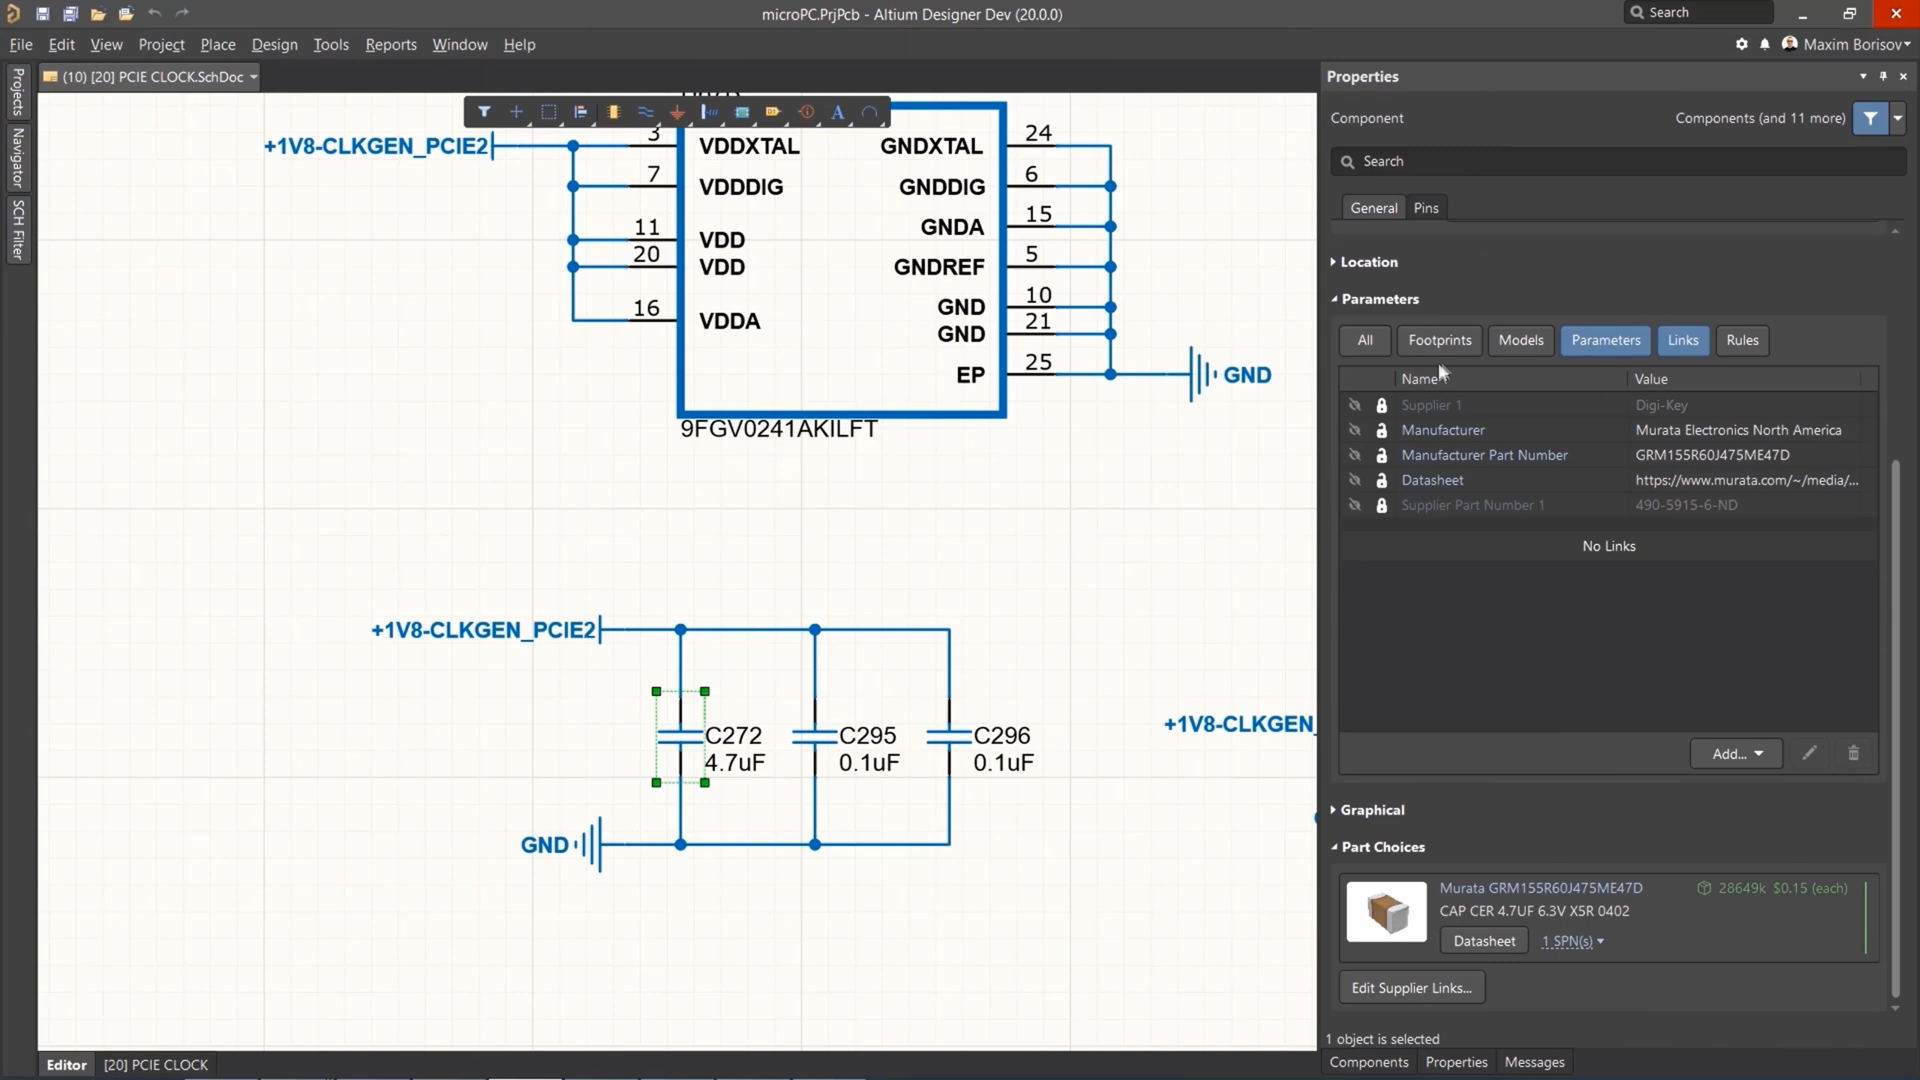 microPC.PrjPcb - Altium Designer Dev (20.0.0)
Search
File Edit View Project Place Design Tools Reports Window Help
Maxim Borisov
(10) [20] PCIE CLOCK.SchDoc
Projects
Navigator
SCH Filter
A
+1V8-CLKGEN_PCIE2
3 VDDXTAL GNDXTAL 24
7 VDDDIG GNDDIG 6
GNDA 15
11 VDD
20 VDD GNDREF 5
GND 10
16 VDDA GND 21
EP 25
GND
9FGV0241AKILFT
+1V8-CLKGEN_PCIE2
C272
4.7uF
C295
0.1uF
C296
0.1uF
GND
+1V8-CLKGEN_
Editor [20] PCIE CLOCK
Properties
Component Components (and 11 more)
Search
General Pins
Location
Parameters
All Footprints Models Parameters Links Rules
Name Value
Supplier 1 Digi-Key
Manufacturer Murata Electronics North America
Manufacturer Part Number GRM155R60J475ME47D
Datasheet https://www.murata.com/~/media/...
Supplier Part Number 1 490-5915-6-ND
No Links
Add...
Graphical
Part Choices
Murata GRM155R60J475ME47D 28649k $0.15 (each)
CAP CER 4.7UF 6.3V X5R 0402
Datasheet 1 SPN(s)
Edit Supplier Links...
1 object is selected
Components Properties Messages